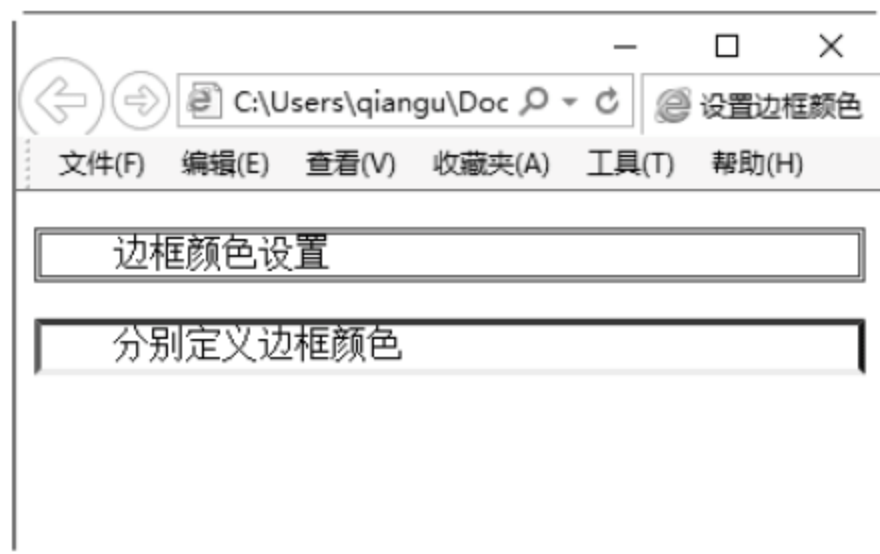 C:\Users\qiangu\Doc
设置边框颜色
文件(F) 编辑(E) 查看(V) 收藏夹(A) 工具(T) 帮助(H)
边框颜色设置
分别定义边框颜色